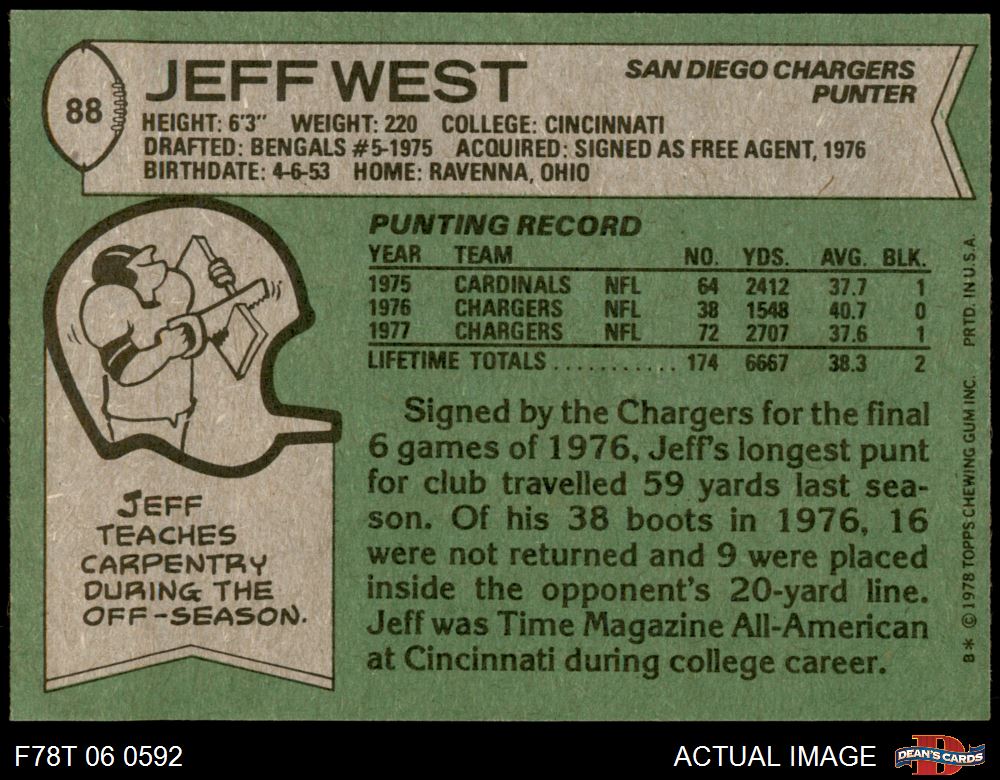 88
JEFF WEST
SAN DIEGO CHARGERS
PUNTER
HEIGHT: 6'3" WEIGHT: 220 COLLEGE: CINCINNATI
DRAFTED: BENGALS #5-1975 ACQUIRED: SIGNED AS FREE AGENT, 1976
BIRTHDATE: 4-6-53 HOME: RAVENNA, OHIO
PUNTING RECORD
YEAR TEAM NO. YDS. AVG. BLK.
1975 CARDINALS NFL 64 2412 37.7 1
1976 CHARGERS NFL 38 1548 40.7 0
1977 CHARGERS NFL 72 2707 37.6 1
LIFETIME TOTALS ........... 174 6667 38.3 2
Signed by the Chargers for the final
6 games of 1976, Jeff's longest punt
for club travelled 59 yards last sea-
son. Of his 38 boots in 1976, 16
were not returned and 9 were placed
inside the opponent's 20-yard line.
Jeff was Time Magazine All-American
at Cincinnati during college career.
JEFF
TEACHES
CARPENTRY
DURING THE
OFF-SEASON.
B* © 1978 TOPPS CHEWING GUM INC. PRTD. IN U.S.A.
F78T 06 0592
ACTUAL IMAGE
D
DEAN'S CARDS